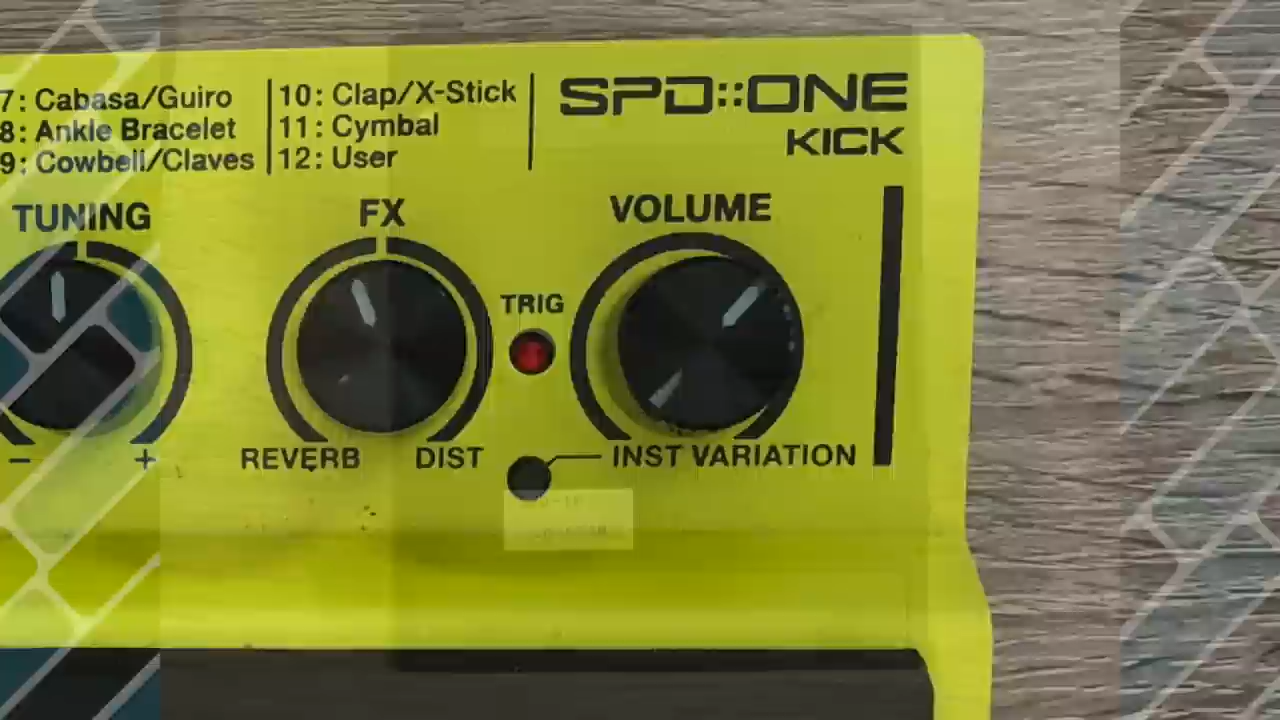 7: Cabasa/Guiro
8: Ankle Bracelet
9: Cowbell/Claves
10: Clap/X-Stick
11: Cymbal
12: User
SPD::ONE
KICK
TUNING
FX
VOLUME
TRIG
- +
REVERB DIST
INST VARIATION